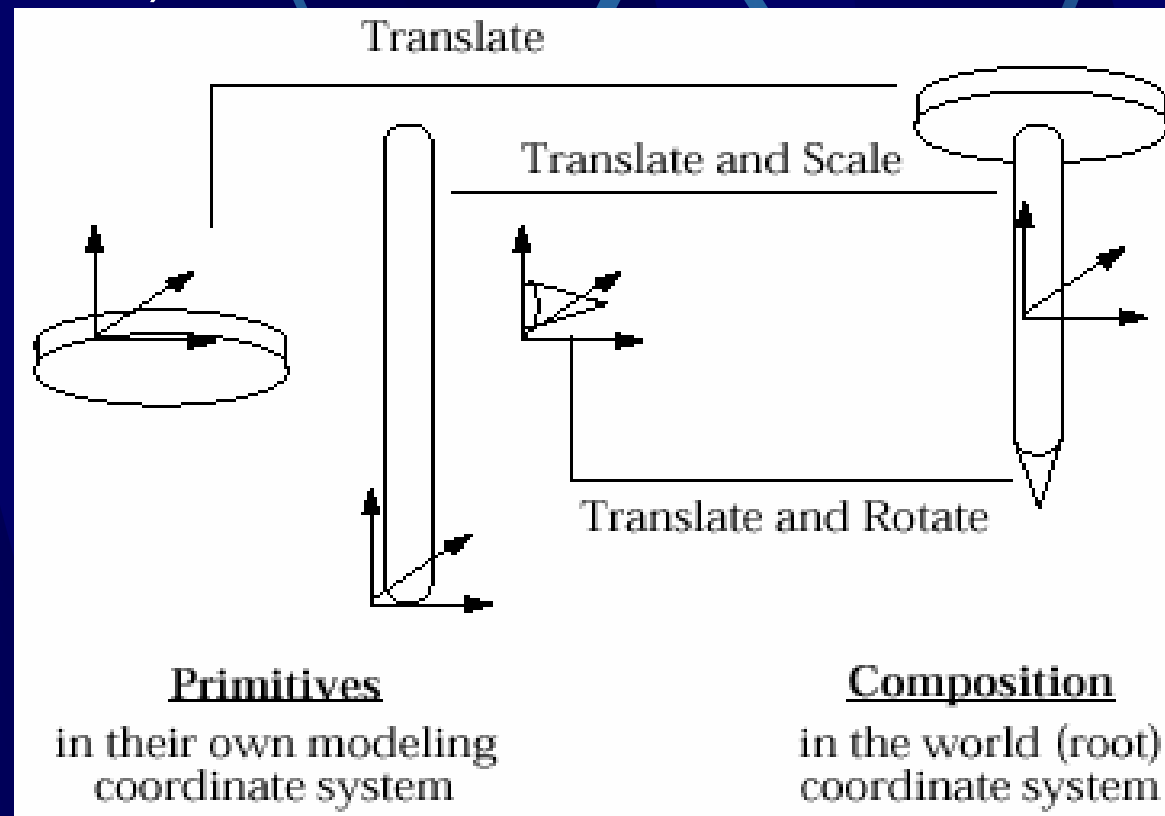 Translate
Translate and Scale
Translate and Rotate
Primitives
in their own modeling
coordinate system
Composition
in the world (root)
coordinate system